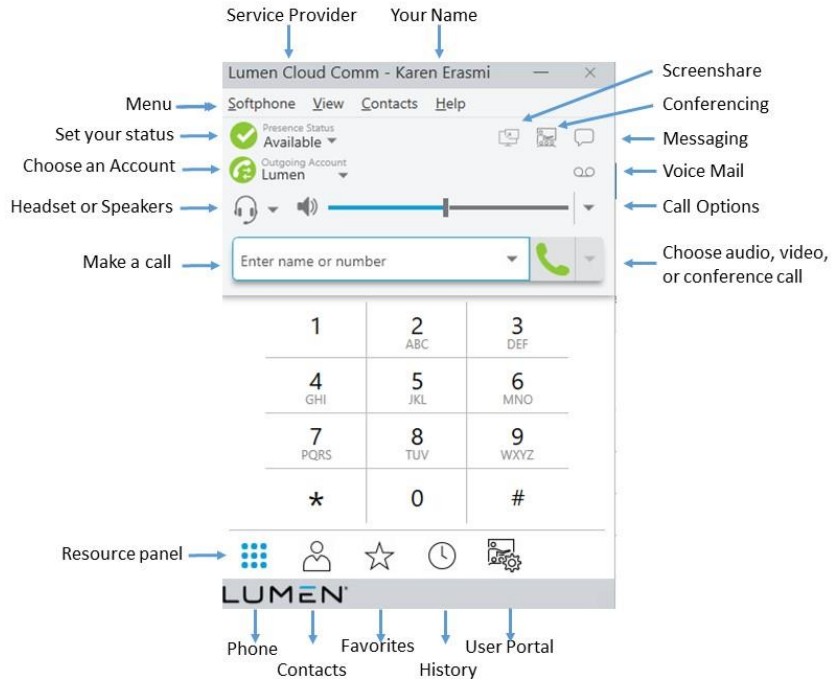 Service Provider
Your Name
Lumen Cloud Comm - Karen Erasmi
Screenshare
Menu
Softphone View Contacts Help
Conferencing
Set your status
Presence Status
Available
Messaging
Choose an Account
Outgoing Account
Lumen
Voice Mail
Headset or Speakers
Call Options
Make a call
Enter name or number
Choose audio, video,
or conference call
1
2
3
ABC
DEF
4
5
6
GHI
JKL
MNO
7
8
9
PQRS
TUV
WXYZ
*
0
#
Resource panel
LUMEN
Phone
Favorites
User Portal
Contacts
History